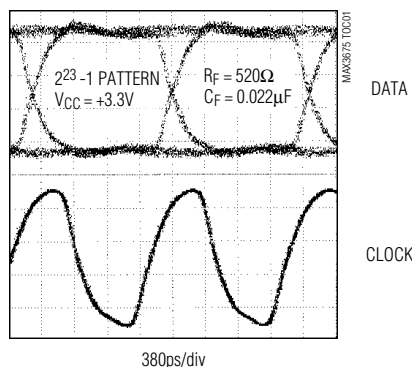 2²³ -1 PATTERN
V_CC = +3.3V
R_F = 520Ω
C_F = 0.022μF
MAX3675 TOC01
DATA
CLOCK
380ps/div